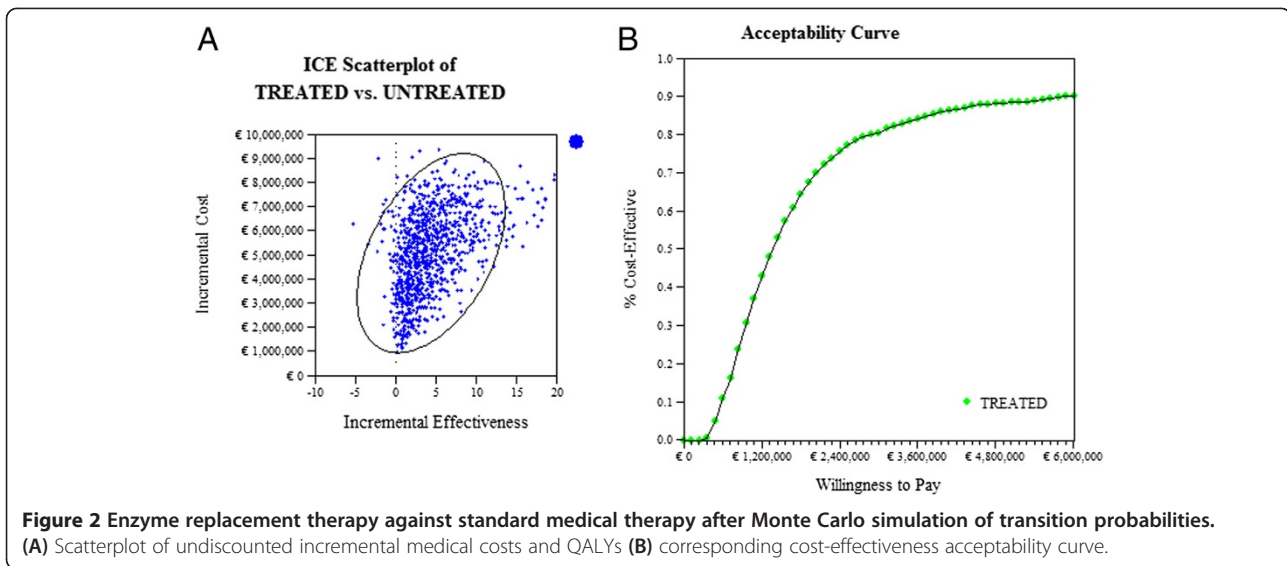 A
ICE Scatterplot of
TREATED vs. UNTREATED
€ 10,000,000
€ 9,000,000
€ 8,000,000
€ 7,000,000
€ 6,000,000
€ 5,000,000
€ 4,000,000
€ 3,000,000
€ 2,000,000
€ 1,000,000
€ 0
Incremental Cost
-10 -5 0 5 10 15 20
Incremental Effectiveness
B
Acceptability Curve
1.0
0.9
0.8
0.7
0.6
0.5
0.4
0.3
0.2
0.1
0.0
% Cost-Effective
TREATED
€ 0 € 1,200,000 € 2,400,000 € 3,600,000 € 4,800,000 € 6,000,000
Willingness to Pay
Figure 2 Enzyme replacement therapy against standard medical therapy after Monte Carlo simulation of transition probabilities.
(A) Scatterplot of undiscounted incremental medical costs and QALYs (B) corresponding cost-effectiveness acceptability curve.